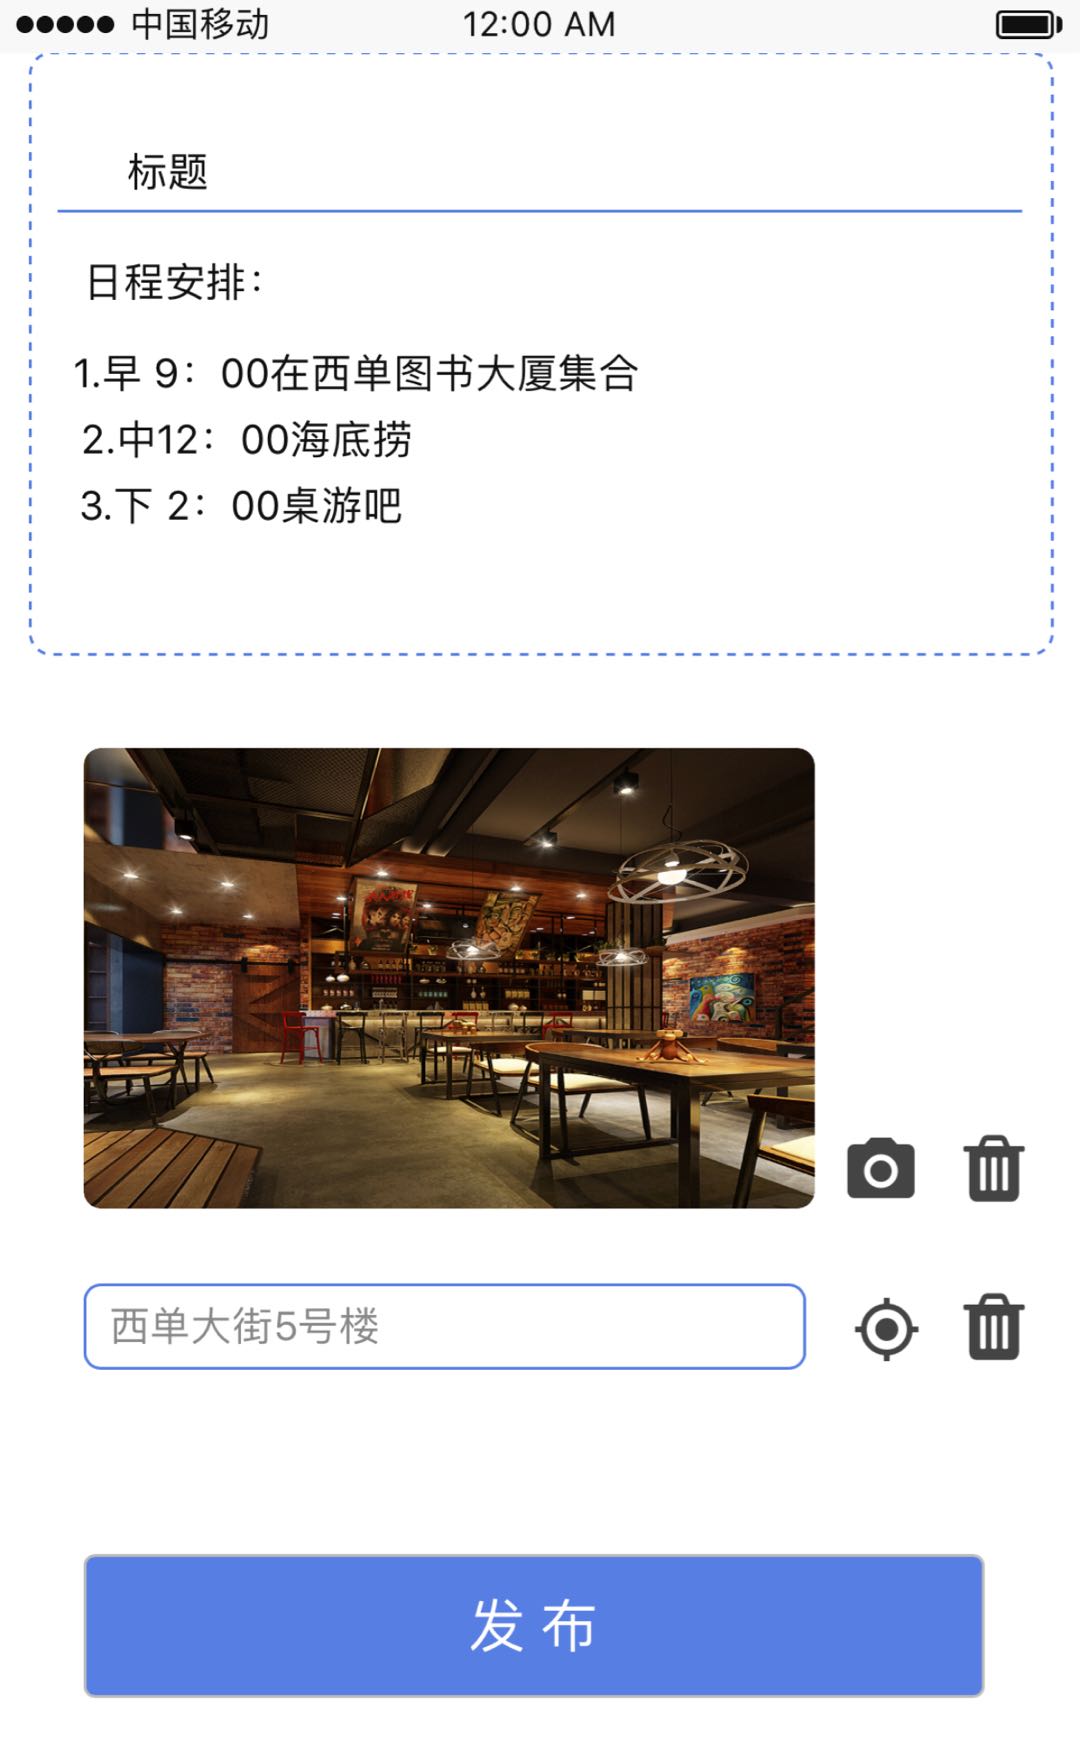 中国移动 12:00 AM
标题
日程安排：
1.早 9：00在西单图书大厦集合
2.中12：00海底捞
3.下 2：00桌游吧
西单大街5号楼
发 布